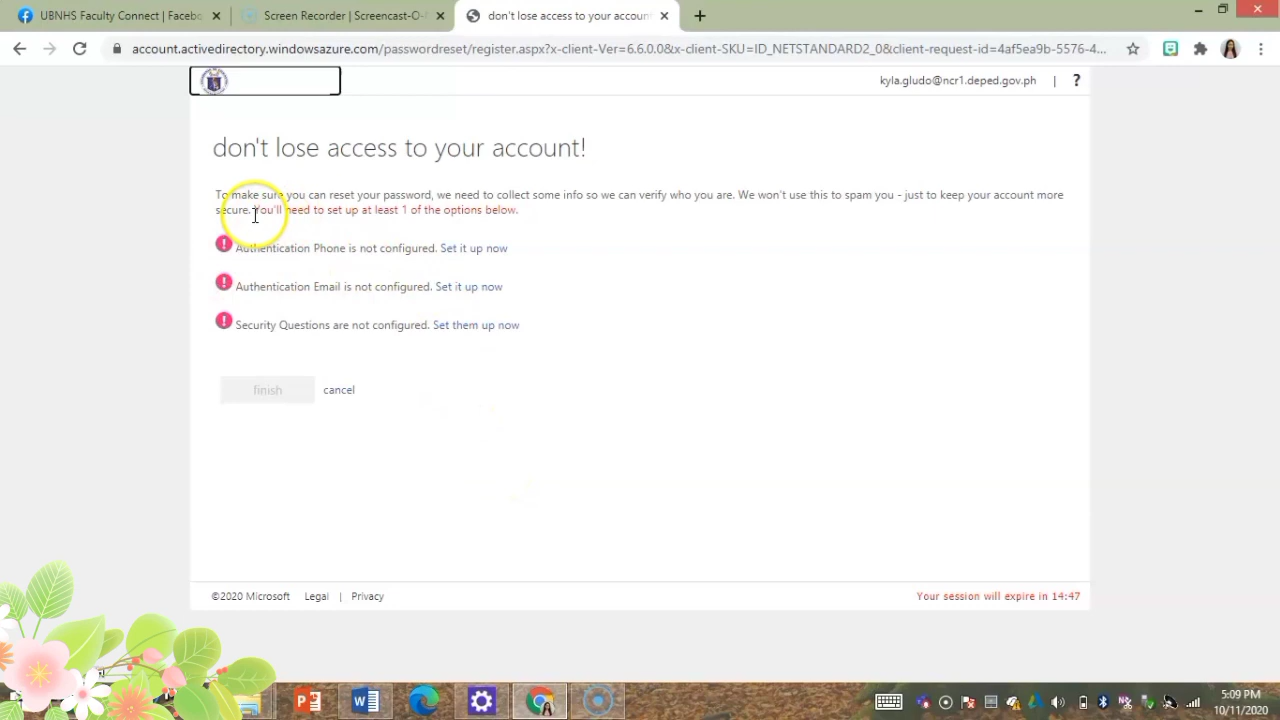 UBNHS Faculty Connect | Faceb
Screen Recorder | Screencast-O-
don't lose access to your accoun
account.activedirectory.windowsazure.com/passwordreset/register.aspx?x-client-Ver=6.6.0.0&x-client-SKU=ID_NETSTANDARD2_0&client-request-id=4af5ea9b-5576-4...
kyla.gludo@ncr1.deped.gov.ph | ?
don't lose access to your account!
To make sure you can reset your password, we need to collect some info so we can verify who you are. We won't use this to spam you - just to keep your account more
secure. You'll need to set up at least 1 of the options below.
Authentication Phone is not configured. Set it up now
Authentication Email is not configured. Set it up now
Security Questions are not configured. Set them up now
finish cancel
©2020 Microsoft Legal | Privacy
Your session will expire in 14:47
5:09 PM
10/11/2020